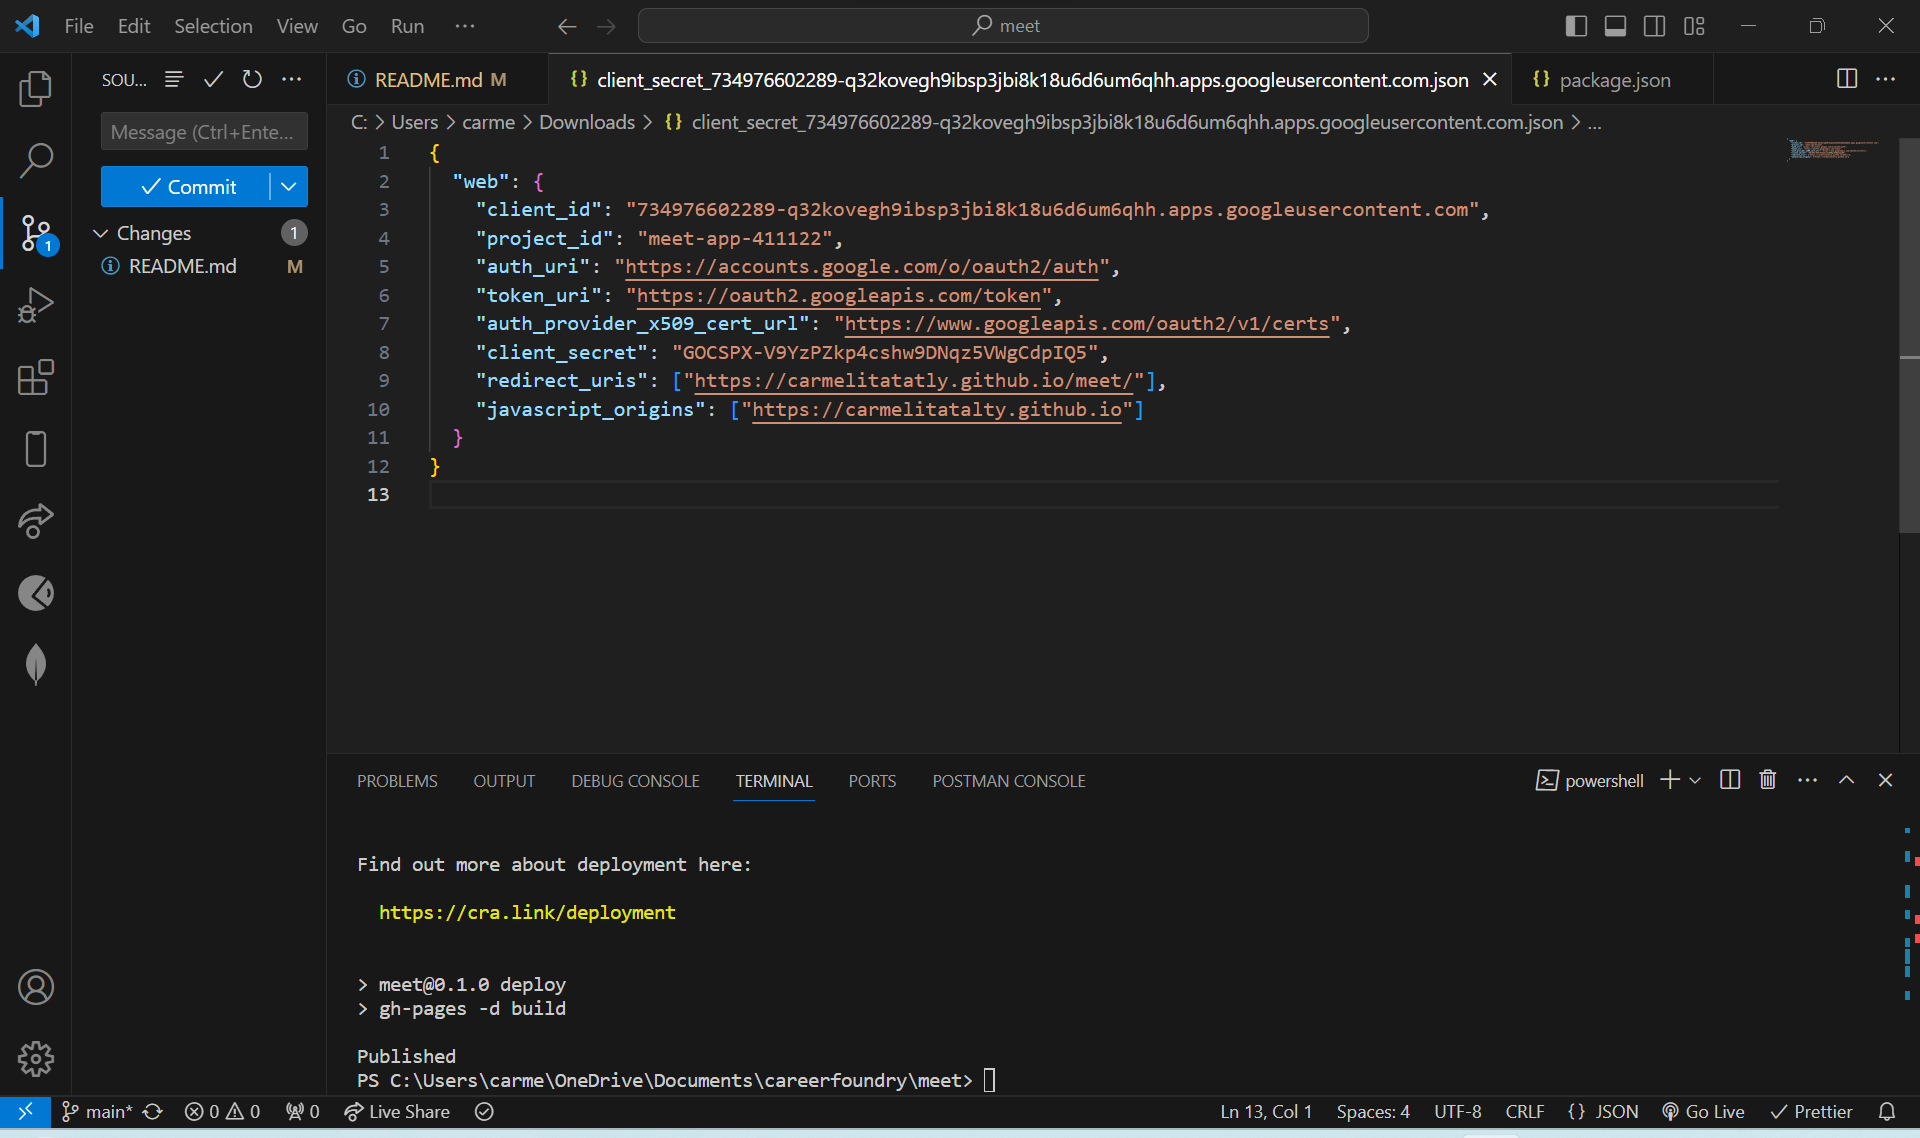 File Edit Selection View Go Run ···
meet
SOU...
README.md M
{} client_secret_734976602289-q32kovegh9ibsp3jbi8k18u6d6um6qhh.apps.googleusercontent.com.json
{} package.json
C: > Users > carme > Downloads > {} client_secret_734976602289-q32kovegh9ibsp3jbi8k18u6d6um6qhh.apps.googleusercontent.com.json > ...
Message (Ctrl+Ente...
Commit
Changes 1
README.md M
1
1 {
2 "web": {
3 "client_id": "734976602289-q32kovegh9ibsp3jbi8k18u6d6um6qhh.apps.googleusercontent.com",
4 "project_id": "meet-app-411122",
5 "auth_uri": "https://accounts.google.com/o/oauth2/auth",
6 "token_uri": "https://oauth2.googleapis.com/token",
7 "auth_provider_x509_cert_url": "https://www.googleapis.com/oauth2/v1/certs",
8 "client_secret": "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",
9 "redirect_uris": ["https://carmelitatatly.github.io/meet/"],
10 "javascript_origins": ["https://carmelitatalty.github.io"]
11 }
12 }
13
PROBLEMS OUTPUT DEBUG CONSOLE TERMINAL PORTS POSTMAN CONSOLE
powershell
Find out more about deployment here:
https://cra.link/deployment
> meet@0.1.0 deploy
> gh-pages -d build
Published
PS C:\Users\carme\OneDrive\Documents\careerfoundry\meet>
main* 0 0 0 Live Share
Ln 13, Col 1 Spaces: 4 UTF-8 CRLF {} JSON Go Live Prettier